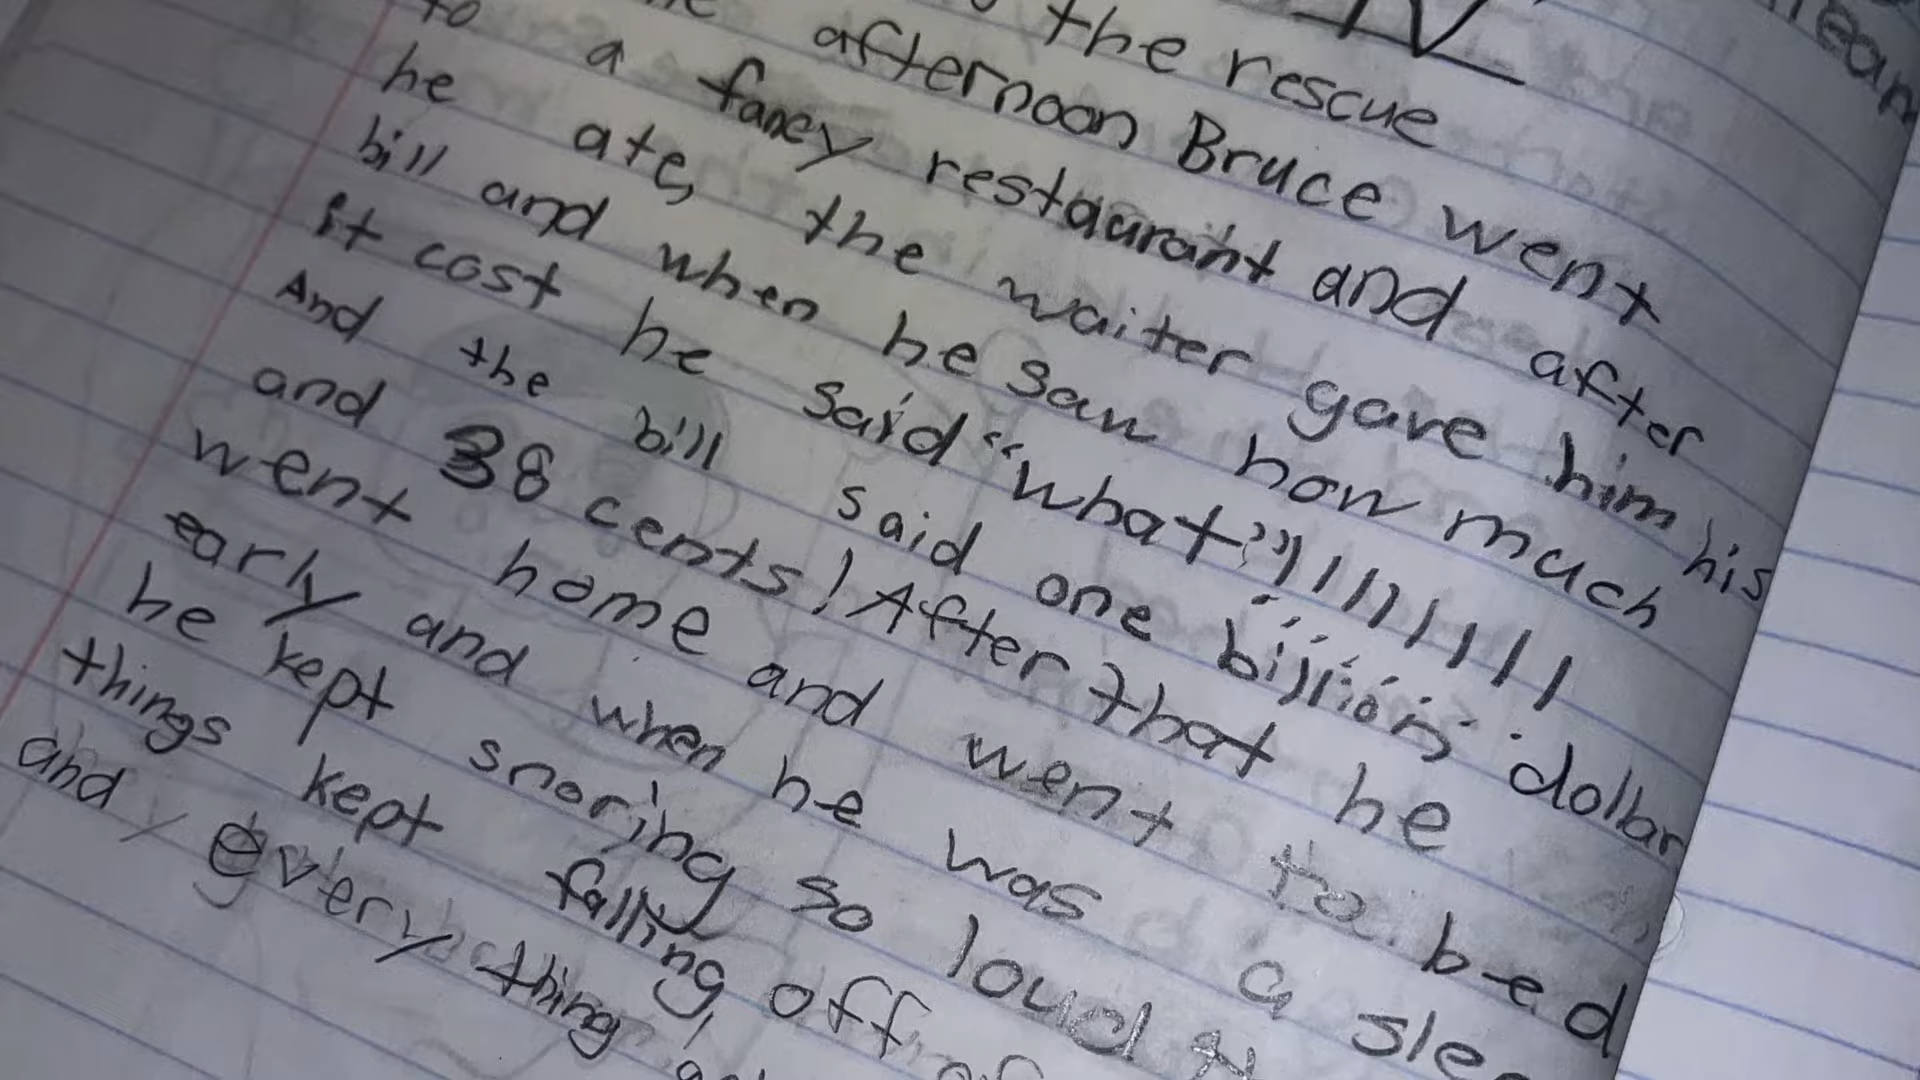 IV
the rescue
afternoon Bruce went
to a fancy restaurant and after
he ate, the waiter gave him his
bill and when he saw how much
it cost he said “what?”!!!!!!!!
And the bill said one billion dollar
and 38 cents! After that he
went home and went to bed
early and when he was a slee
he kept snoring so loud
things kept falling off of
and every thing